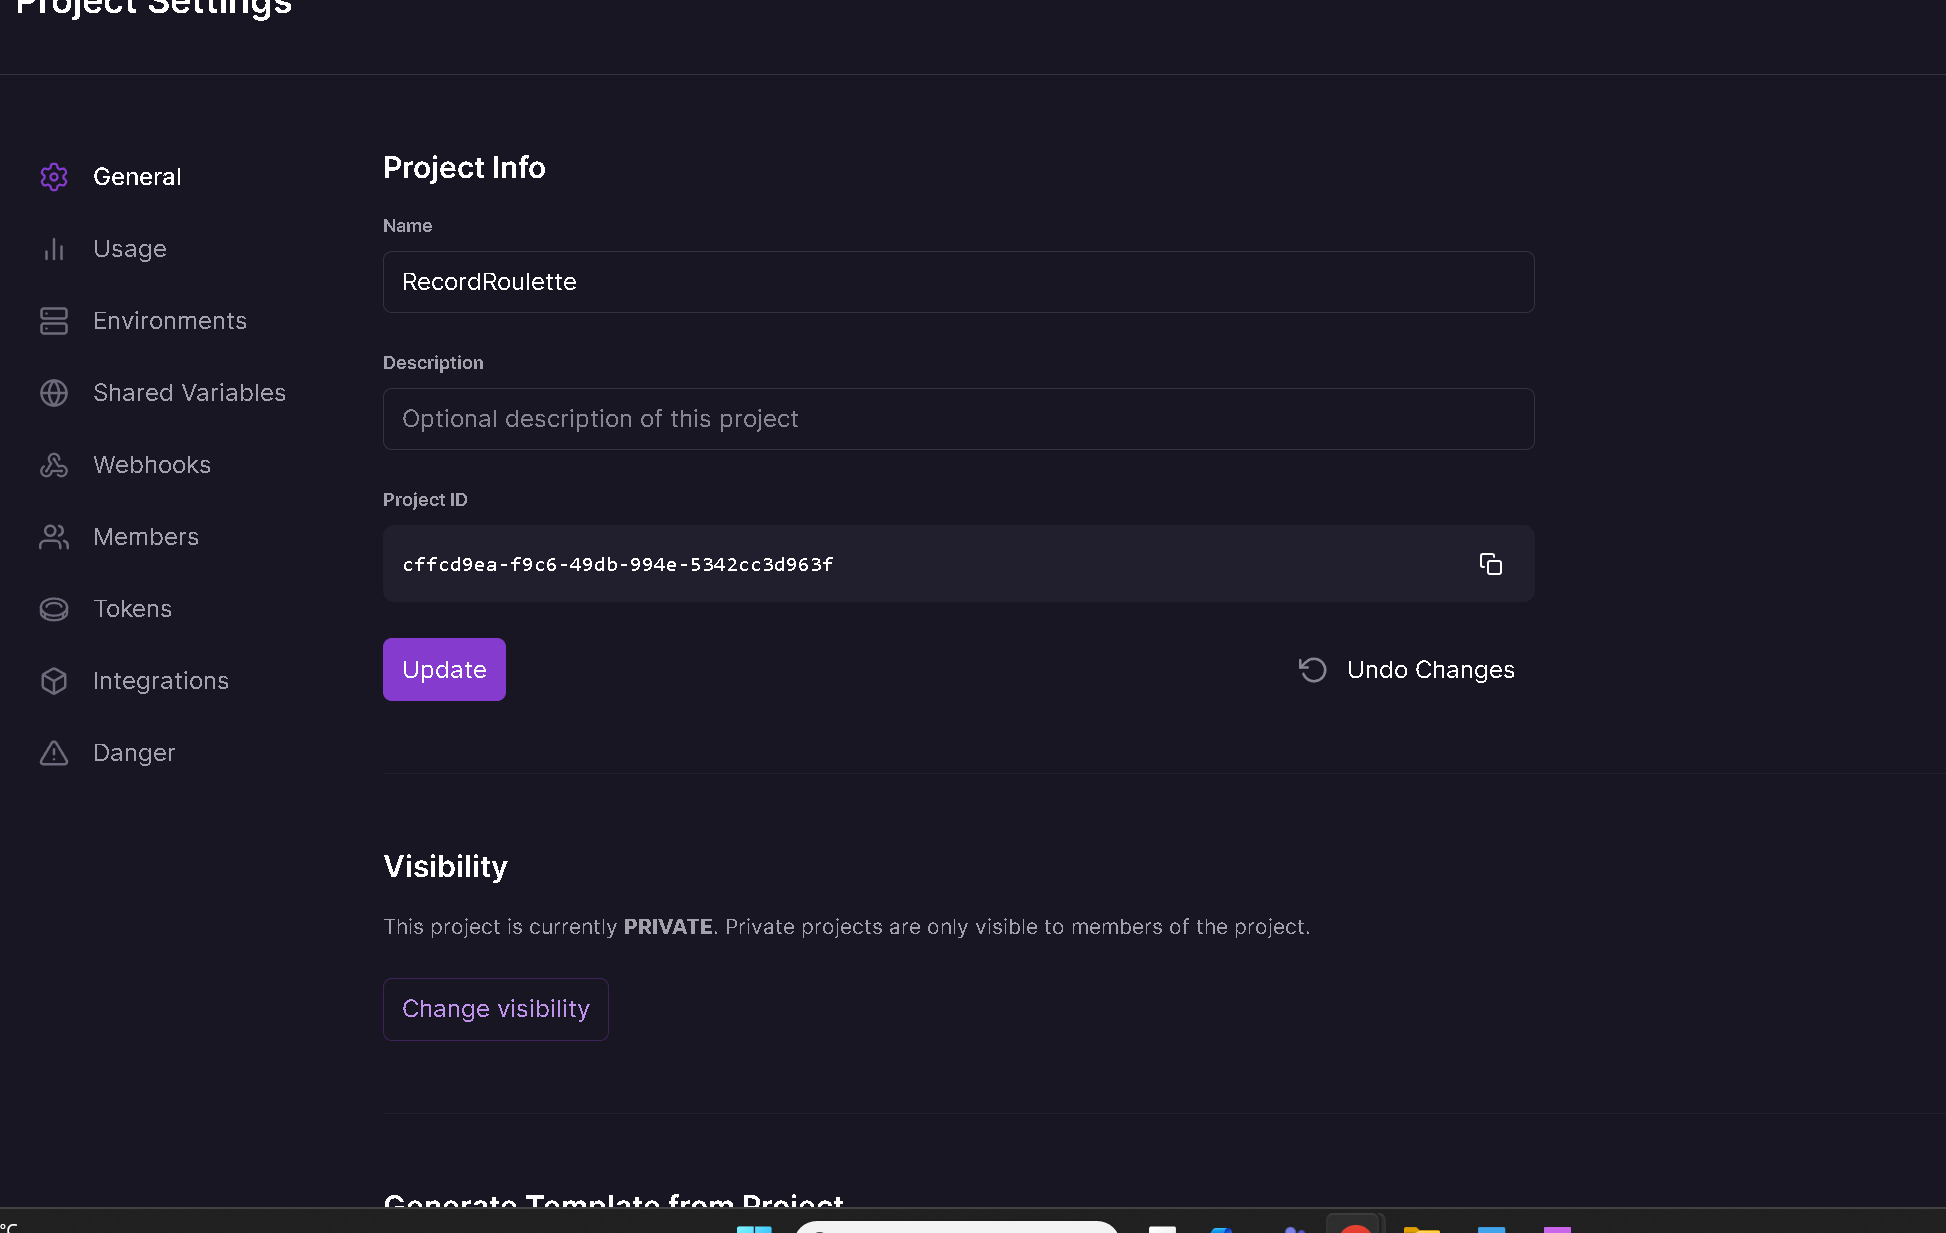 Project Settings
General
Usage
Environments
Shared Variables
Webhooks
Members
Tokens
Integrations
Danger
Project Info
Name
RecordRoulette
Description
Optional description of this project
Project ID
cffcd9ea-f9c6-49db-994e-5342cc3d963f
Update
Undo Changes
Visibility
This project is currently PRIVATE. Private projects are only visible to members of the project.
Change visibility
Generate Template from Project
°C